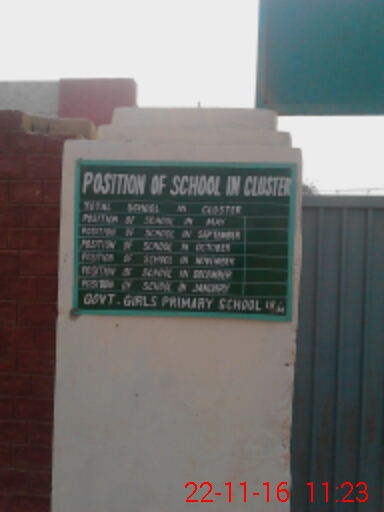 POSITION OF SCHOOL IN CLUSTER
TOTAL SCHOOL IN CLUSTER
POSITION OF SCHOOL IN MAY
POSITION OF SCHOOL IN SEPTEMBER
POSITION OF SCHOOL IN OCTOBER
POSITION OF SCHOOL IN NOVEMBER
POSITION OF SCHOOL IN DECEMBER
POSITION OF SCHOOL IN JANUARY
GOVT. GIRLS PRIMARY SCHOOL
22-11-16 11:23